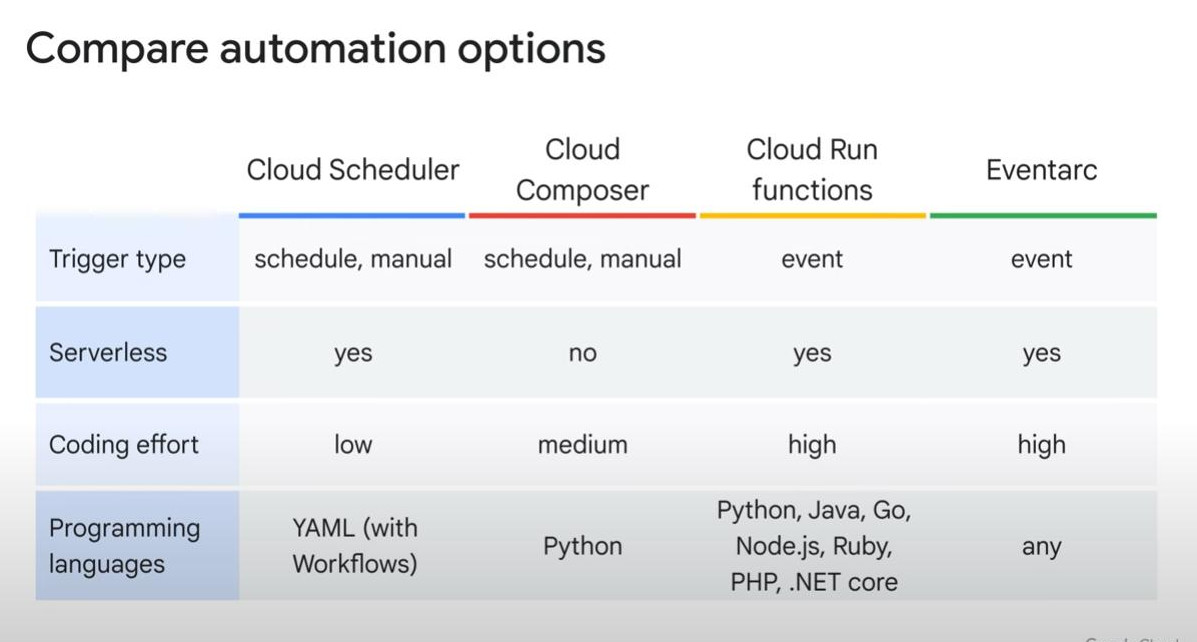 Compare automation options
Cloud Scheduler
Cloud
Composer
Cloud Run
functions
Eventarc
Trigger type
schedule, manual
schedule, manual
event
event
Serverless
yes
no
yes
yes
Coding effort
low
medium
high
high
Programming
languages
YAML (with
Workflows)
Python
Python, Java, Go,
Node.js, Ruby,
PHP, .NET core
any